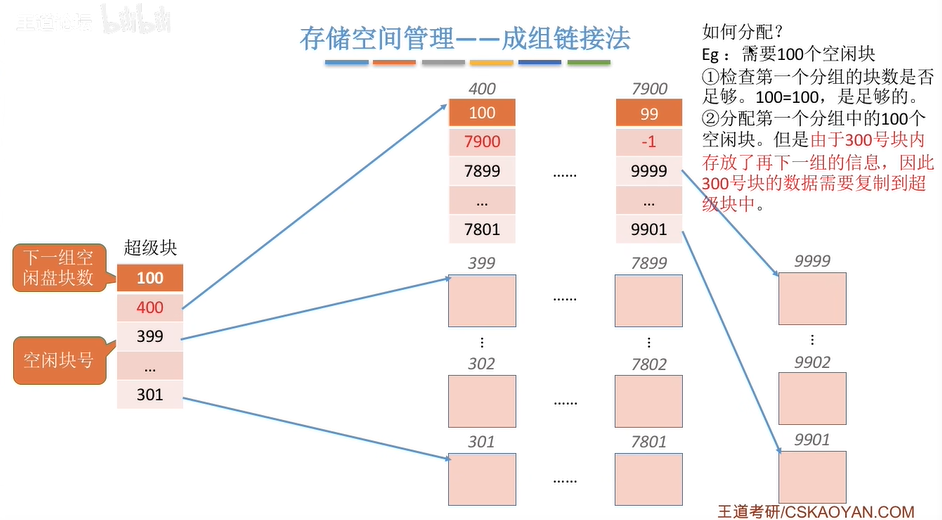 王道论坛 bilibili
存储空间管理——成组链接法
如何分配？
Eg：需要100个空闲块
①检查第一个分组的块数是否
足够。100=100，是足够的。
②分配第一个分组中的100个
空闲块。但是由于300号块内
存放了再下一组的信息，因此
300号块的数据需要复制到超
级块中。
400
100
7900
7899
...
7801
……
7900
99
-1
9999
...
9901
下一组空
闲盘块数
空闲块号
超级块
100
400
399
...
301
399
……
7899
9999
⋮
⋮
⋮
302
……
7802
9902
301
……
7801
9901
王道考研/CSKAOYAN.COM